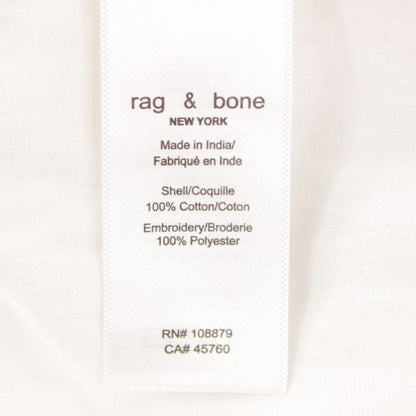 rag & bone
NEW YORK
Made in India/
Fabriqué en Inde
Shell/Coquille
100% Cotton/Coton
Embroidery/Broderie
100% Polyester
RN# 108879
CA# 45760